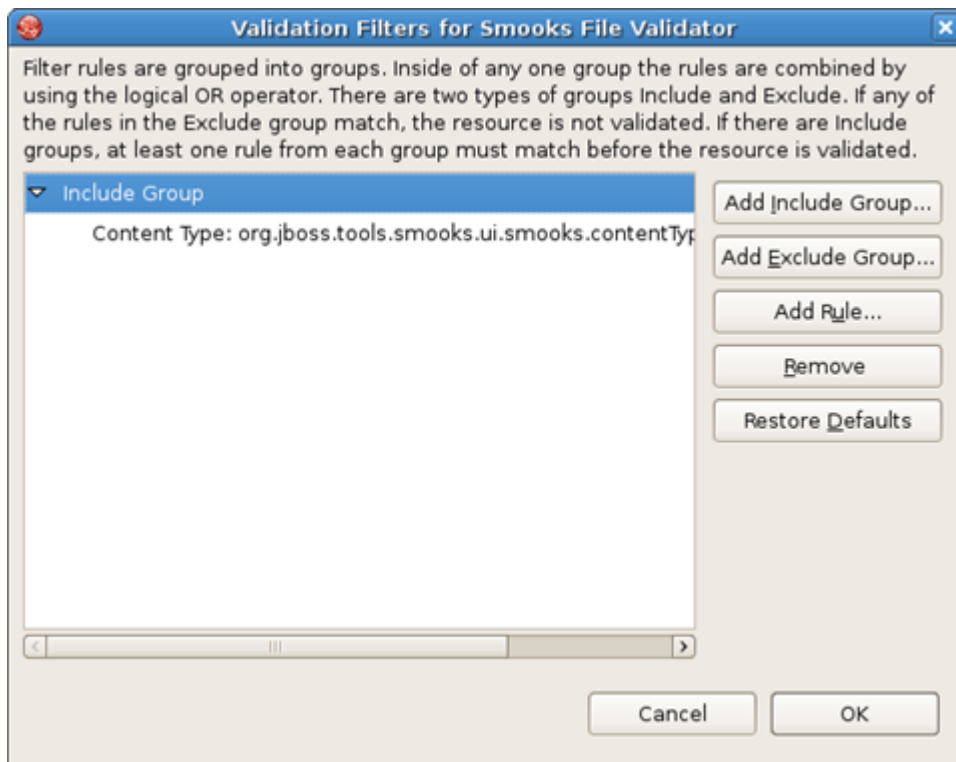 Validation Filters for Smooks File Validator
Filter rules are grouped into groups. Inside of any one group the rules are combined by
using the logical OR operator. There are two types of groups Include and Exclude. If any of
the rules in the Exclude group match, the resource is not validated. If there are Include
groups, at least one rule from each group must match before the resource is validated.
Include Group
Content Type: org.jboss.tools.smooks.ui.smooks.contentTyp
Add Include Group...
Add Exclude Group...
Add Rule...
Remove
Restore Defaults
Cancel
OK